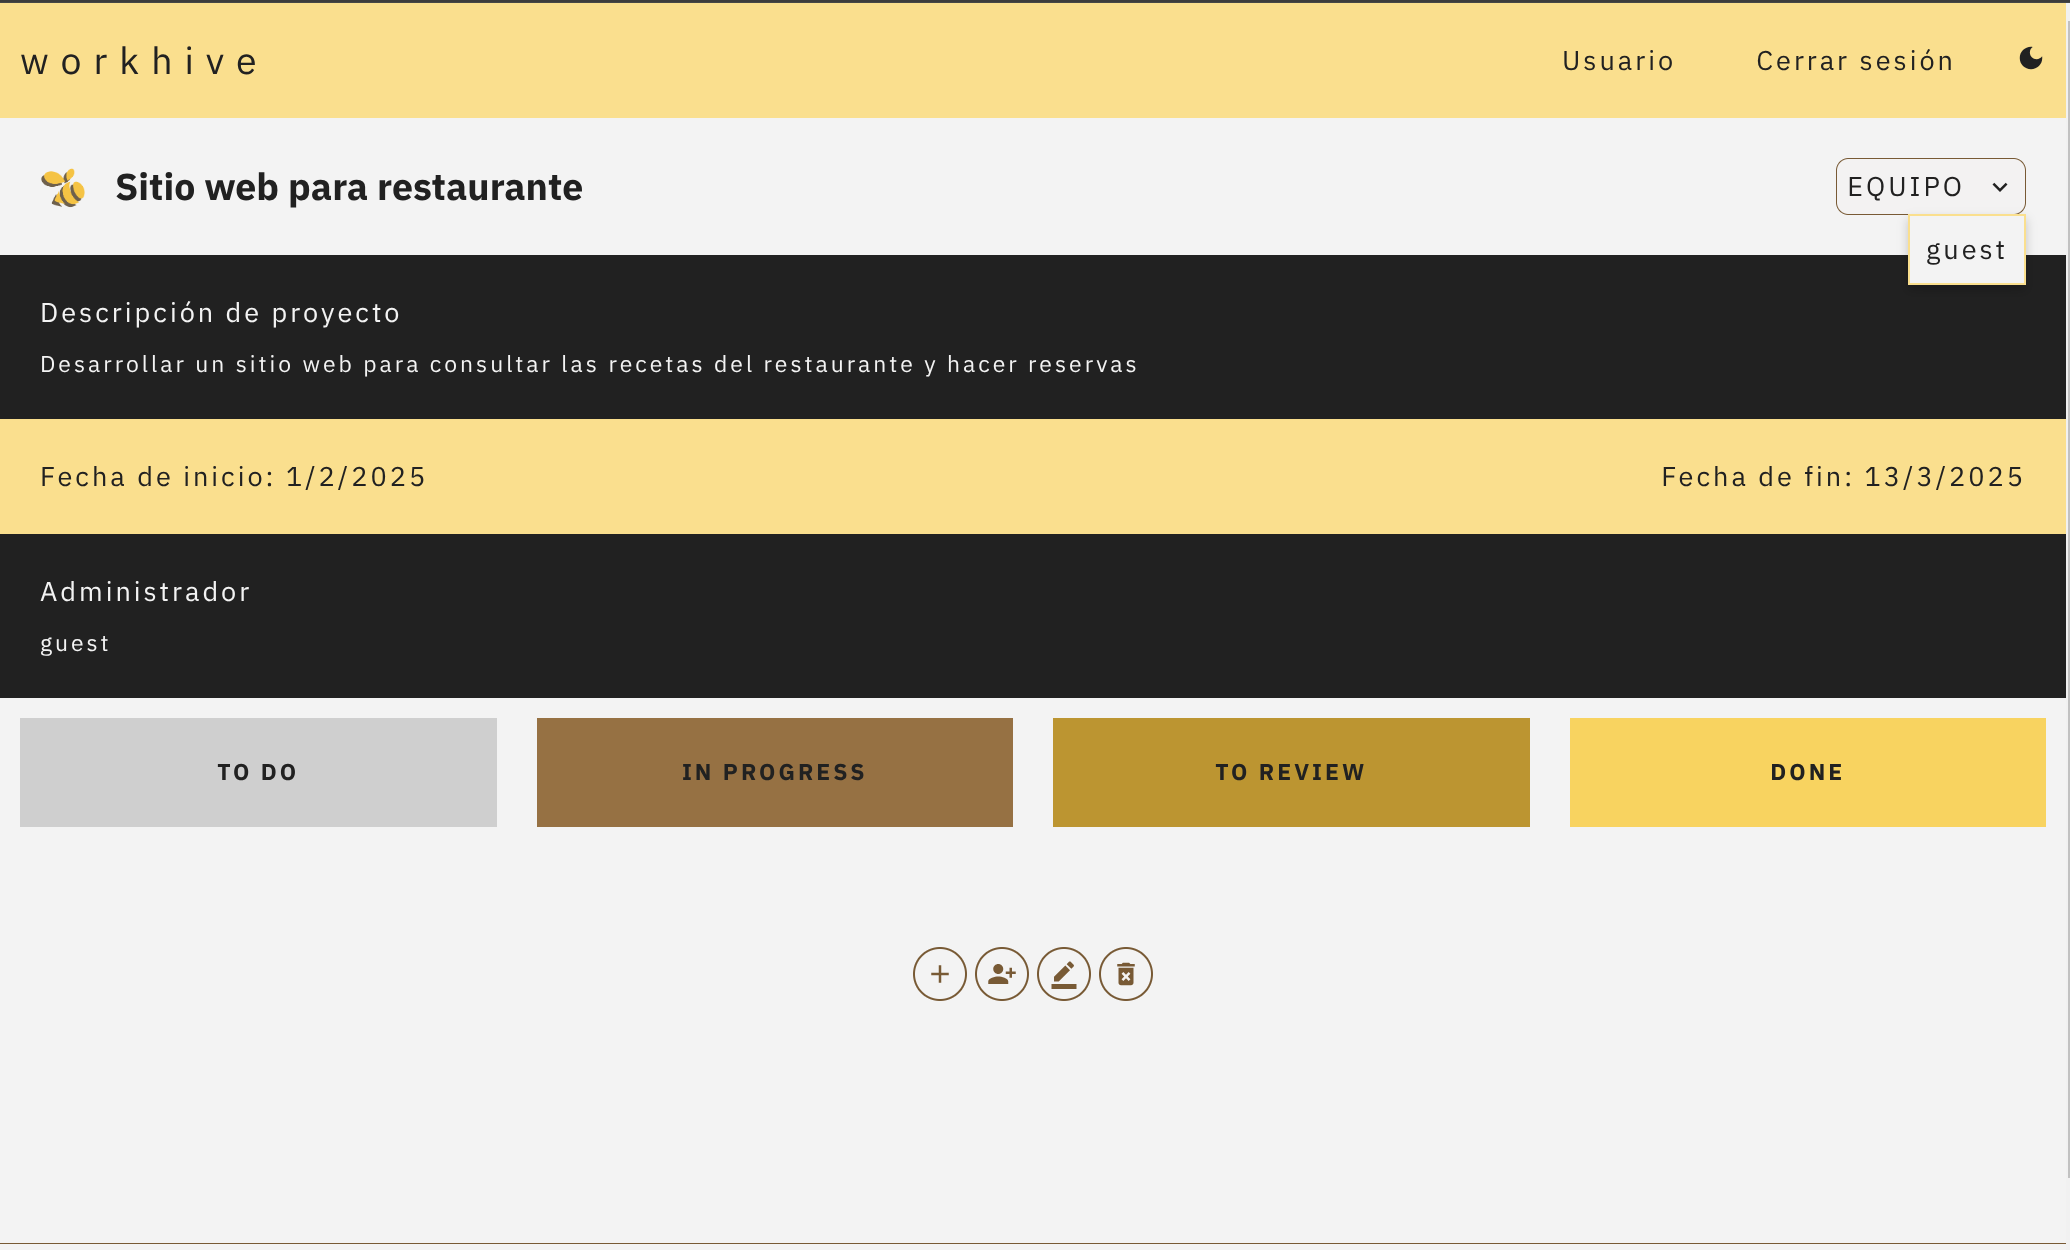 workhive
Usuario
Cerrar sesión
Sitio web para restaurante
EQUIPO
guest
Descripción de proyecto
Desarrollar un sitio web para consultar las recetas del restaurante y hacer reservas
Fecha de inicio: 1/2/2025
Fecha de fin: 13/3/2025
Administrador
guest
TO DO
IN PROGRESS
TO REVIEW
DONE